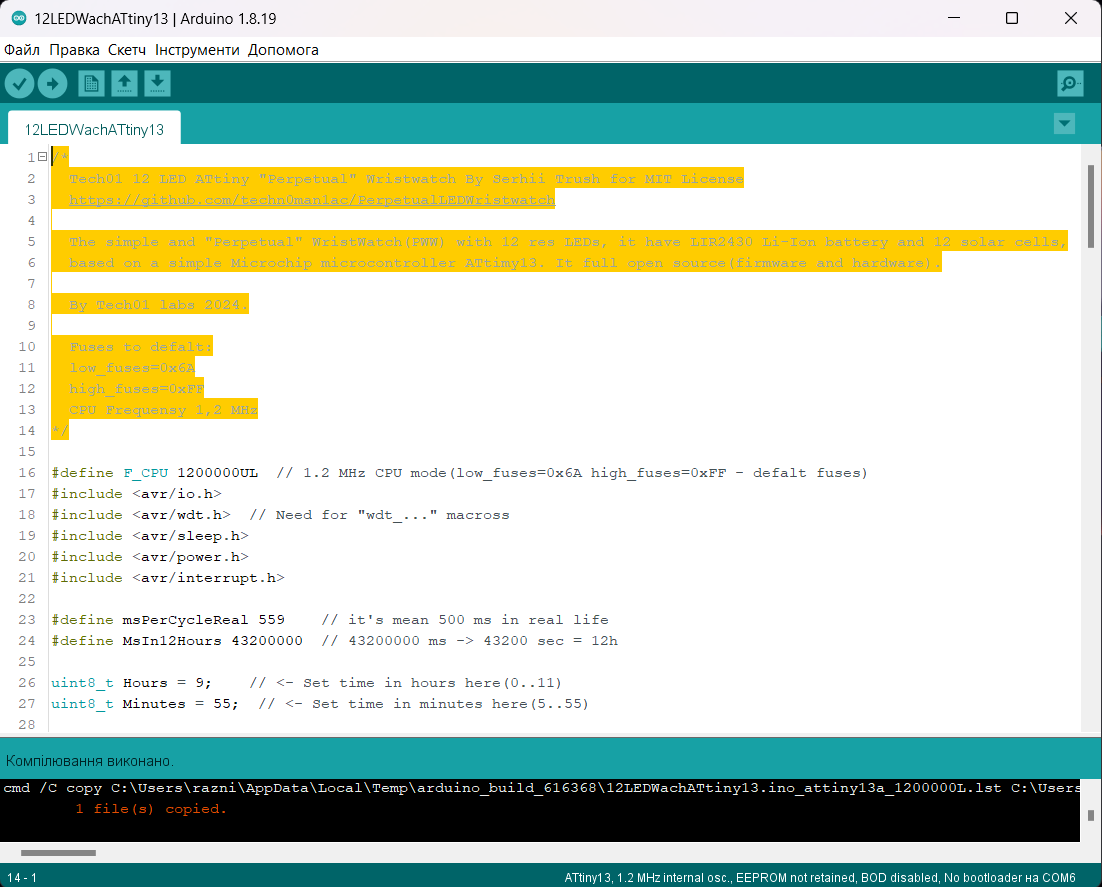 12LEDWachATtiny13 | Arduino 1.8.19
Файл Правка Скетч Інструменти Допомога
12LEDWachATtiny13
1 /*
2 Tech01 12 LED ATtiny "Perpetual" Wristwatch By Serhii Trush for MIT License
3 https://github.com/techn0man1ac/PerpetualLEDWristwatch
4
5 The simple and "Perpetual" WristWatch(PWW) with 12 res LEDs, it have LIR2430 Li-Ion battery and 12 solar cells,
6 based on a simple Microchip microcontroller ATtimy13. It full open source(firmware and hardware).
7
8 By Tech01 labs 2024.
9
10 Fuses to defalt:
11 low_fuses=0x6A
12 high_fuses=0xFF
13 CPU Frequensy 1,2 MHz
14 */
15
16 #define F_CPU 1200000UL // 1.2 MHz CPU mode(low_fuses=0x6A high_fuses=0xFF - defalt fuses)
17 #include <avr/io.h>
18 #include <avr/wdt.h> // Need for "wdt_..." macross
19 #include <avr/sleep.h>
20 #include <avr/power.h>
21 #include <avr/interrupt.h>
22
23 #define msPerCycleReal 559 // it's mean 500 ms in real life
24 #define MsIn12Hours 43200000 // 43200000 ms -> 43200 sec = 12h
25
26 uint8_t Hours = 9; // <- Set time in hours here(0..11)
27 uint8_t Minutes = 55; // <- Set time in minutes here(5..55)
28
Компілювання виконано.
cmd /C copy C:\Users\razni\AppData\Local\Temp\arduino_build_616368\12LEDWachATtiny13.ino_attiny13a_1200000L.lst C:\Users
1 file(s) copied.
14 - 1
ATtiny13, 1.2 MHz internal osc., EEPROM not retained, BOD disabled, No bootloader на COM6